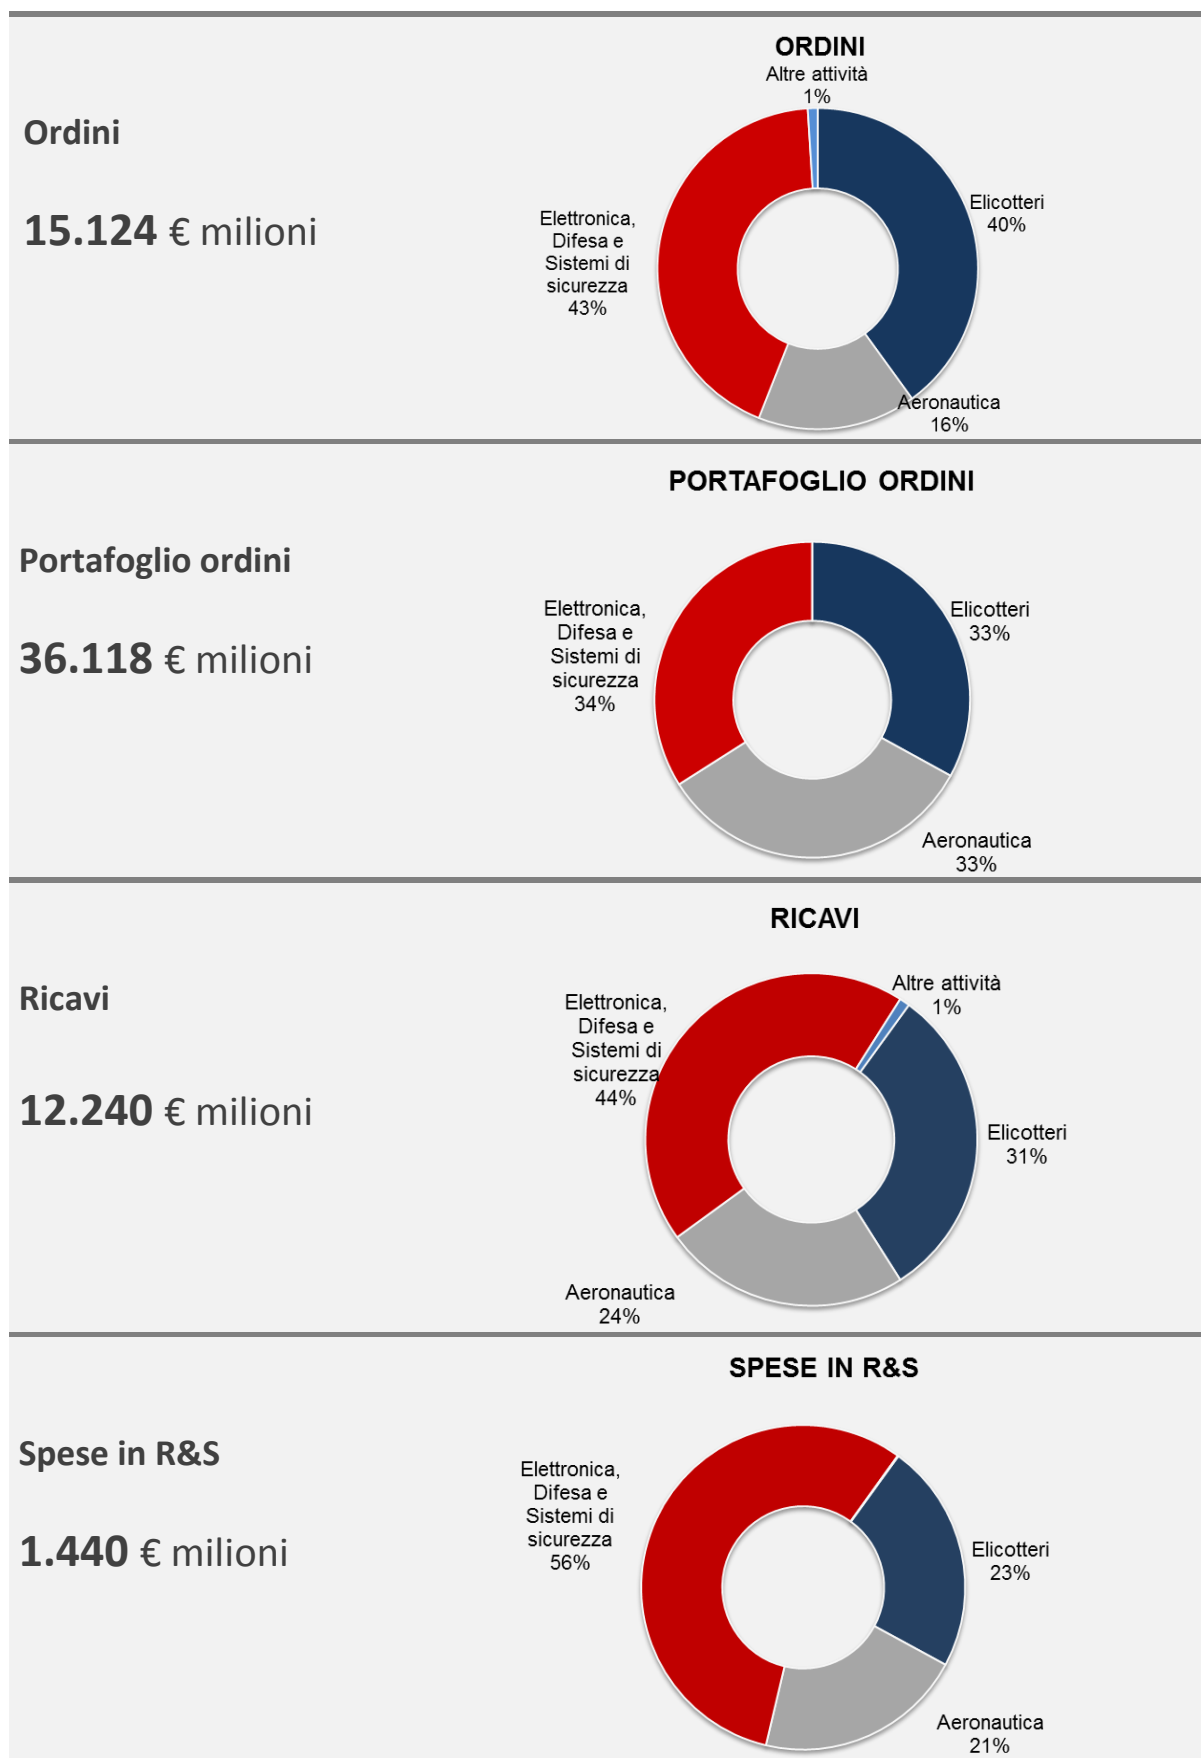 Ordini
15.124 € milioni
ORDINI
Altre attività
1%
Elicotteri
40%
Elettronica,
Difesa e
Sistemi di
sicurezza
43%
Aeronautica
16%
Portafoglio ordini
36.118 € milioni
PORTAFOGLIO ORDINI
Elettronica,
Difesa e
Sistemi di
sicurezza
34%
Elicotteri
33%
Aeronautica
33%
Ricavi
12.240 € milioni
RICAVI
Altre attività
1%
Elettronica,
Difesa e
Sistemi di
sicurezza
44%
Elicotteri
31%
Aeronautica
24%
Spese in R&S
1.440 € milioni
SPESE IN R&S
Elettronica,
Difesa e
Sistemi di
sicurezza
56%
Elicotteri
23%
Aeronautica
21%